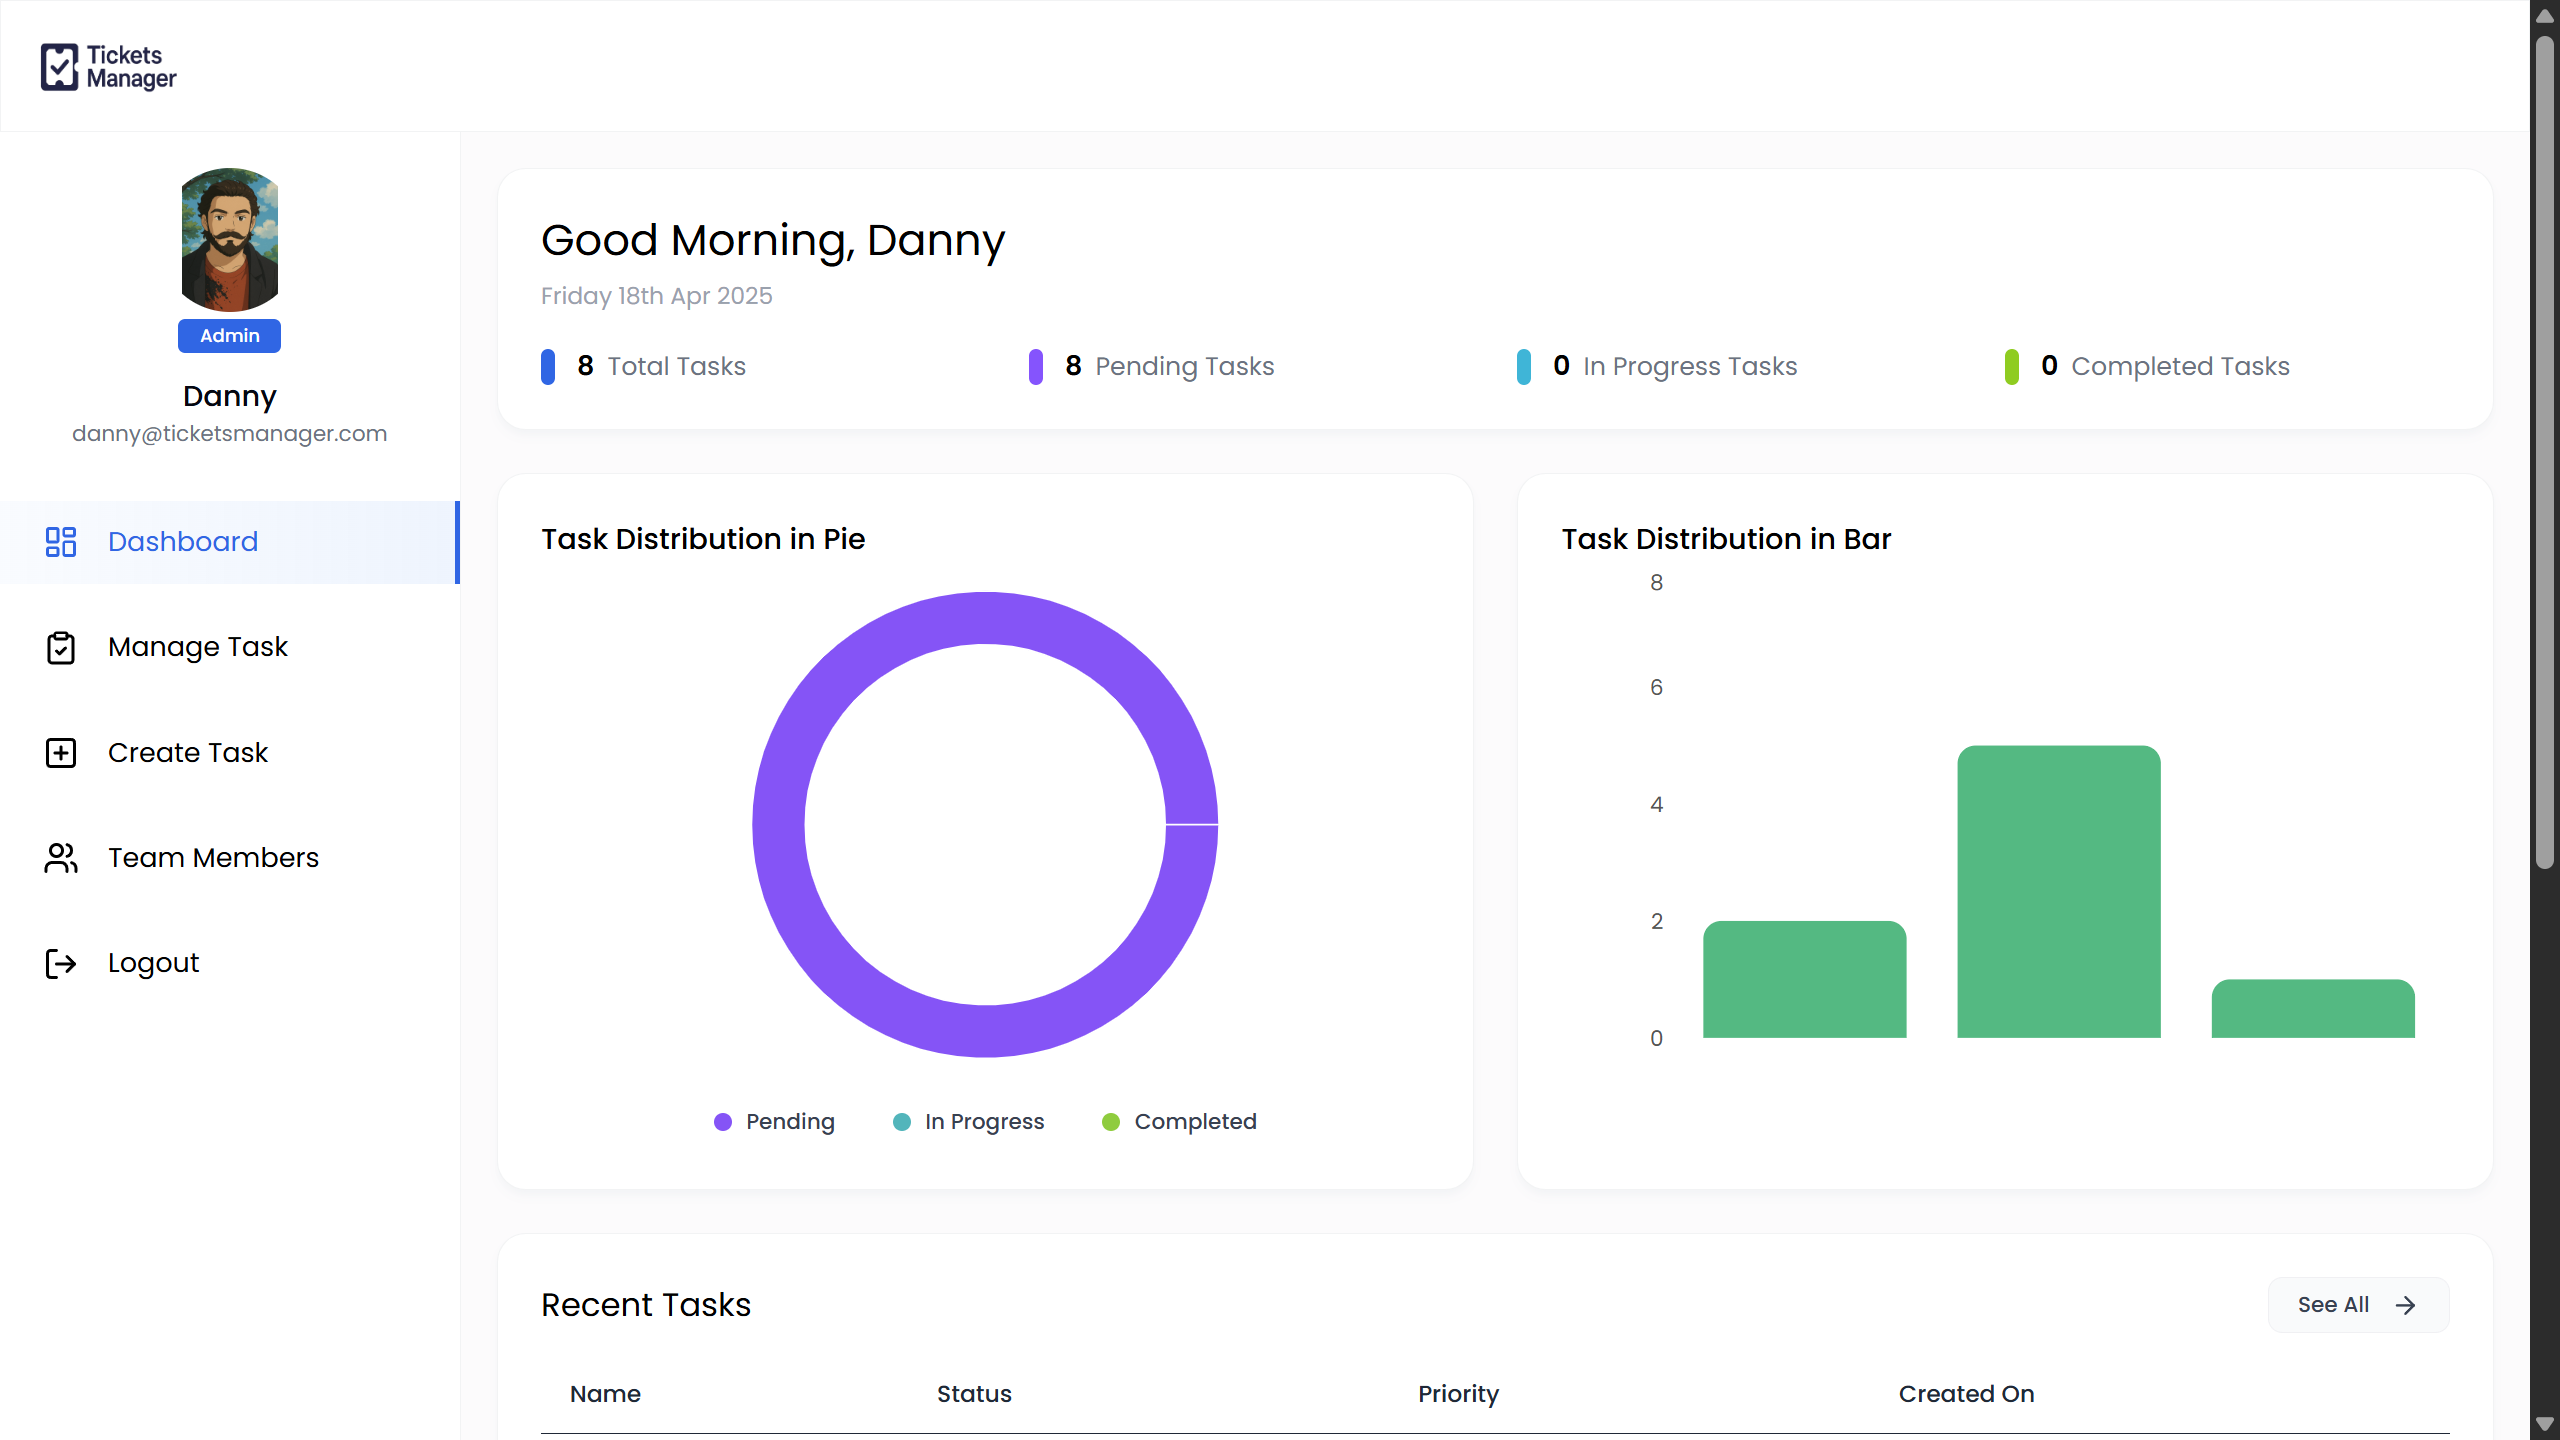 Tickets
Manager
Admin
Danny
danny@ticketsmanager.com
Dashboard
Manage Task
Create Task
Team Members
Logout
Good Morning, Danny
Friday 18th Apr 2025
8 Total Tasks
8 Pending Tasks
0 In Progress Tasks
0 Completed Tasks
Task Distribution in Pie
Pending
In Progress
Completed
Task Distribution in Bar
8
6
4
2
0
Recent Tasks
See All
Name Status Priority Created On